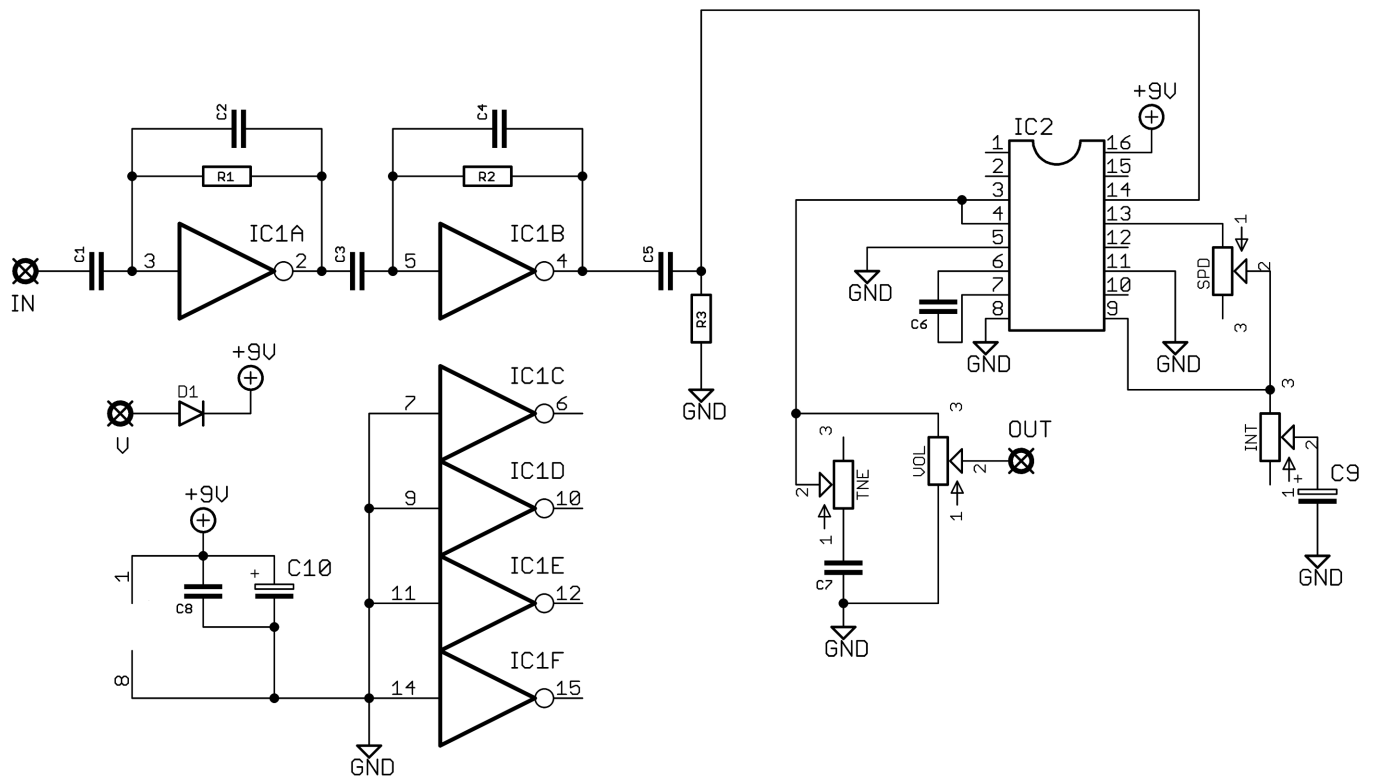 +9V
IC2
C2
C4
1
16
2
15
R1
R2
3
14
4
13
1
IC1A
IC1B
5
12
C1
3
2
C3
5
4
C5
6
11
SPD
2
GND
7
10
IN
C6
8
9
R3
3
GND
GND
+9V
D1
IC1C
3
7
6
GND
V
3
3
OUT
INT
2
VOL
2
IC1D
+9V
9
10
2
TNE
1
+
C9
1
1
IC1E
+
C10
1
C8
11
12
C7
GND
GND
IC1F
8
14
15
GND